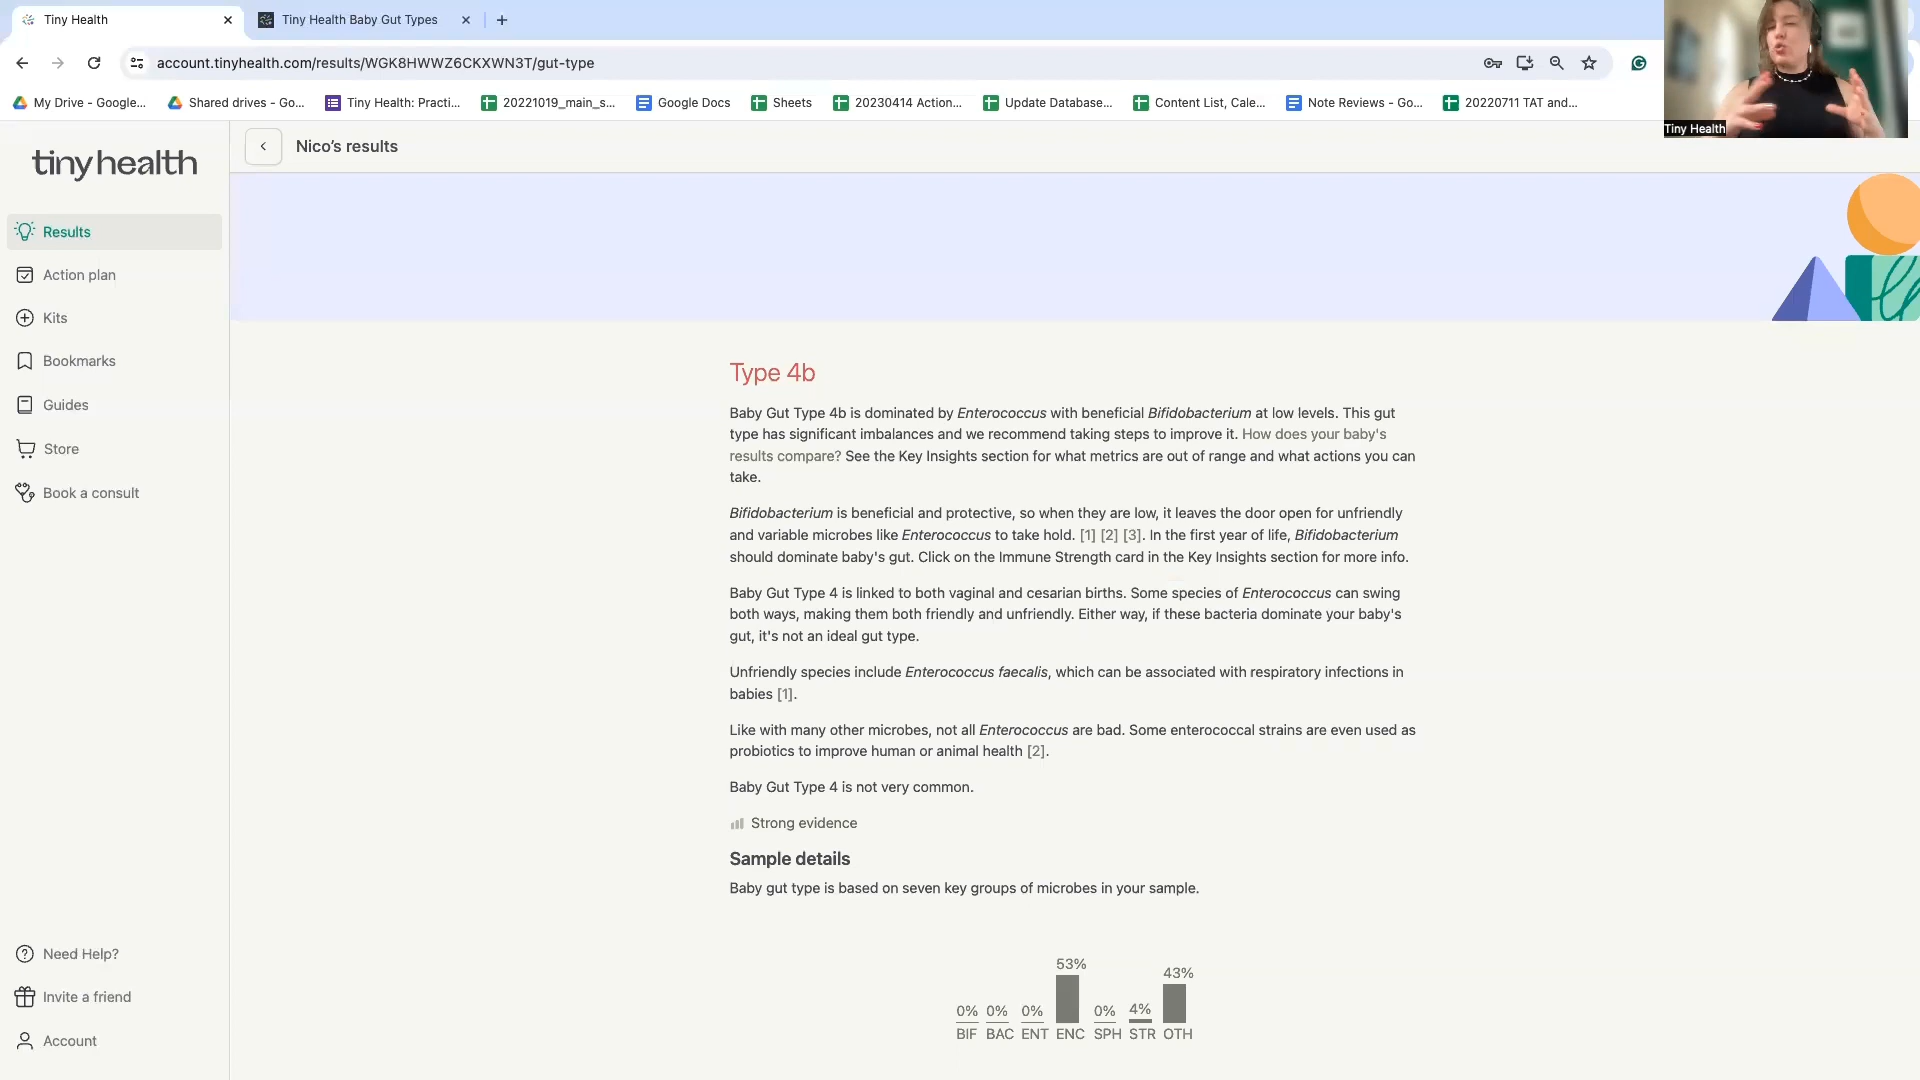 Tiny Health
Tiny Health Baby Gut Types
account.tinyhealth.com/results/WGK8HWWZ6CKXWN3T/gut-type
My Drive - Google...
Shared drives - Go...
Tiny Health: Practi...
20221019_main_s...
Google Docs
Sheets
20230414 Action...
Update Database...
Content List, Cale...
Note Reviews - Go...
20220711 TAT and...
Tiny Health
tinyhealth
Nico's results
Results
Action plan
Kits
Bookmarks
Guides
Store
Book a consult
Type 4b
Baby Gut Type 4b is dominated by Enterococcus with beneficial Bifidobacterium at low levels. This gut
type has significant imbalances and we recommend taking steps to improve it. How does your baby's
results compare? See the Key Insights section for what metrics are out of range and what actions you can
take.
Bifidobacterium is beneficial and protective, so when they are low, it leaves the door open for unfriendly
and variable microbes like Enterococcus to take hold. [1] [2] [3]. In the first year of life, Bifidobacterium
should dominate baby's gut. Click on the Immune Strength card in the Key Insights section for more info.
Baby Gut Type 4 is linked to both vaginal and cesarian births. Some species of Enterococcus can swing
both ways, making them both friendly and unfriendly. Either way, if these bacteria dominate your baby's
gut, it's not an ideal gut type.
Unfriendly species include Enterococcus faecalis, which can be associated with respiratory infections in
babies [1].
Like with many other microbes, not all Enterococcus are bad. Some enterococcal strains are even used as
probiotics to improve human or animal health [2].
Baby Gut Type 4 is not very common.
Strong evidence
Sample details
Baby gut type is based on seven key groups of microbes in your sample.
0% 0% 0% 53% 0% 4% 43%
BIF BAC ENT ENC SPH STR OTH
Need Help?
Invite a friend
Account